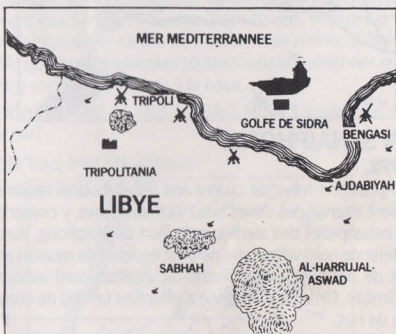 MER MEDITERRANNEE
TRIPOLI
GOLFE DE SIDRA
BENGASI
TRIPOLITANIA
AJDABIYAH
LIBYE
SABHAH
AL-HARRUJAL-
ASWAD